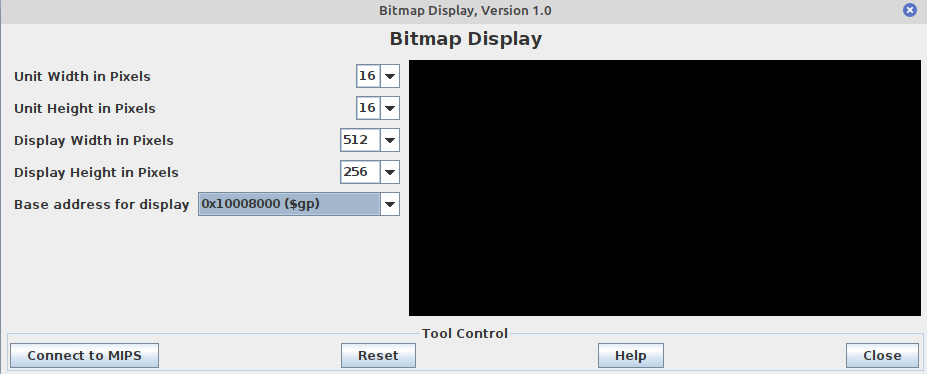 Bitmap Display, Version 1.0
Bitmap Display
Unit Width in Pixels 16
Unit Height in Pixels 16
Display Width in Pixels 512
Display Height in Pixels 256
Base address for display 0x10008000 ($gp)
Tool Control
Connect to MIPS Reset Help Close